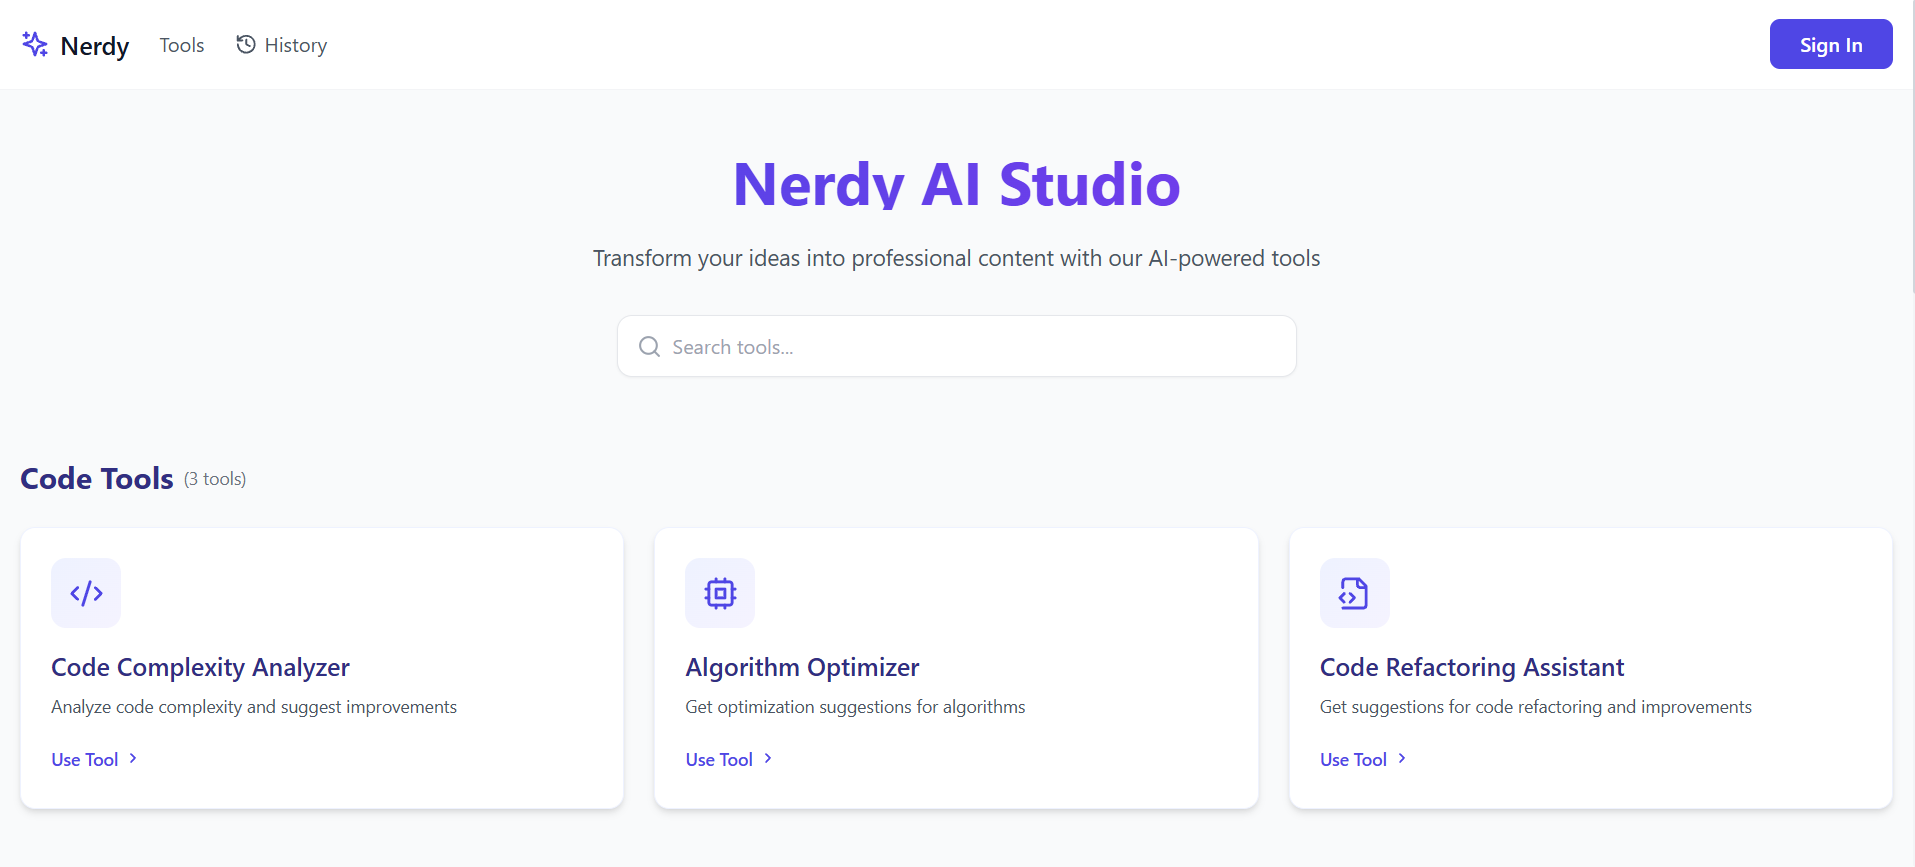 Nerdy
Tools
History
Sign In
Nerdy AI Studio
Transform your ideas into professional content with our AI-powered tools
Search tools...
Code Tools (3 tools)
Code Complexity Analyzer
Analyze code complexity and suggest improvements
Use Tool
Algorithm Optimizer
Get optimization suggestions for algorithms
Use Tool
Code Refactoring Assistant
Get suggestions for code refactoring and improvements
Use Tool